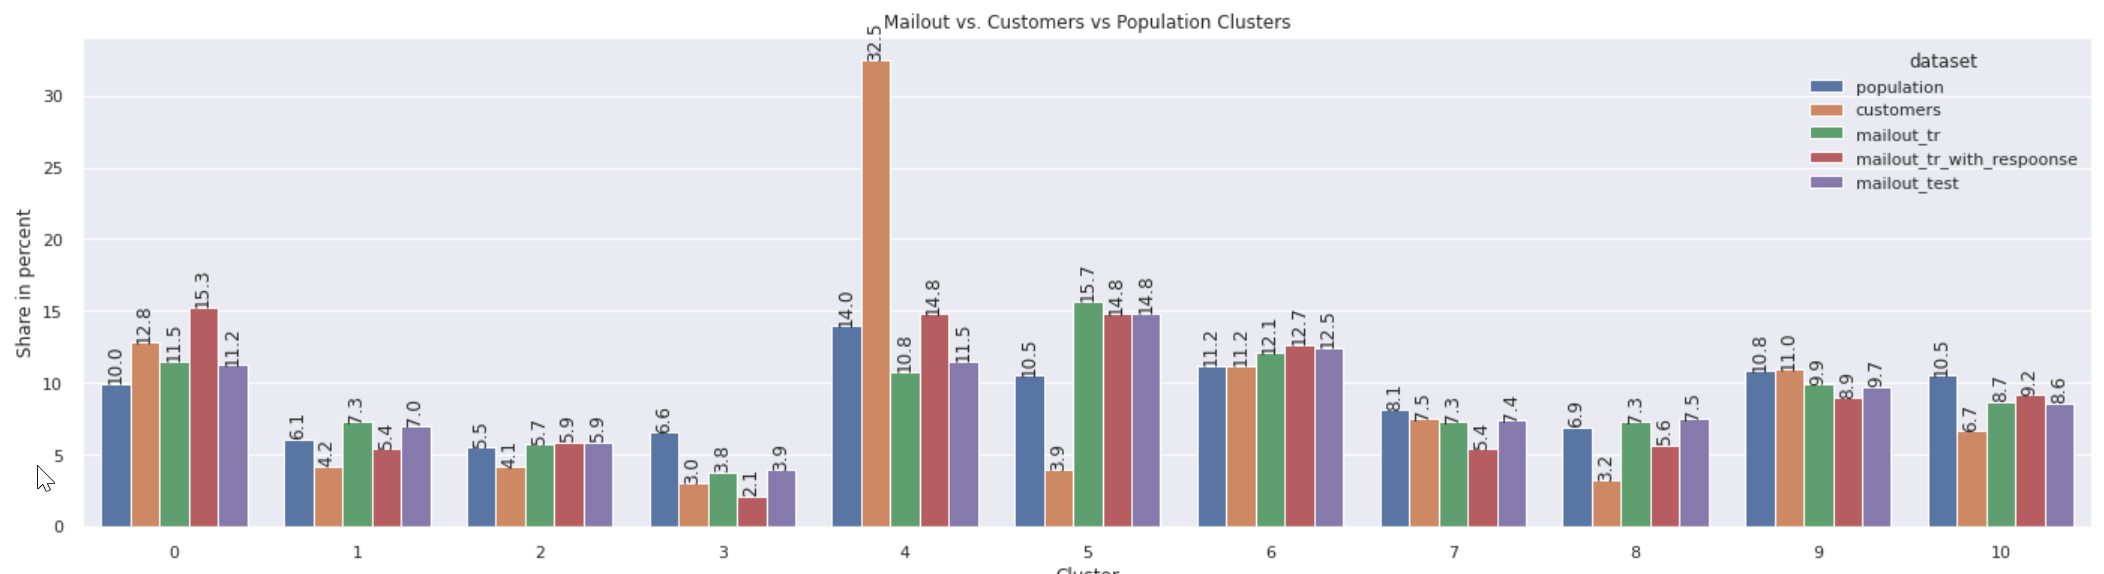 Mailout vs. Customers vs Population Clusters
dataset
population
customers
mailout_tr
mailout_tr_with_respoonse
mailout_test
Share in percent
30
25
20
15
10
5
0
10.0 12.8 11.5 15.3 11.2
6.1 4.2 7.3 5.4 7.0
5.5 4.1 5.7 5.9 5.9
6.6 3.0 3.8 2.1 3.9
14.0 32.5 10.8 14.8 11.5
10.5 3.9 15.7 14.8 14.8
11.2 11.2 12.1 12.7 12.5
8.1 7.5 7.3 5.4 7.4
6.9 3.2 7.3 5.6 7.5
10.8 11.0 9.9 8.9 9.7
10.5 6.7 8.7 9.2 8.6
0 1 2 3 4 5 6 7 8 9 10
Cluster